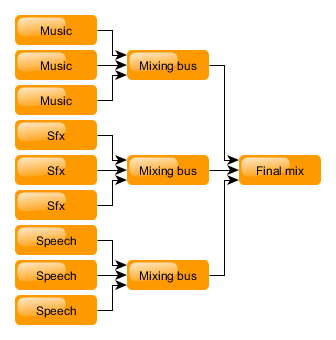 Music
Music
Mixing bus
Music
Sfx
Sfx
Mixing bus
Final mix
Sfx
Speech
Speech
Mixing bus
Speech